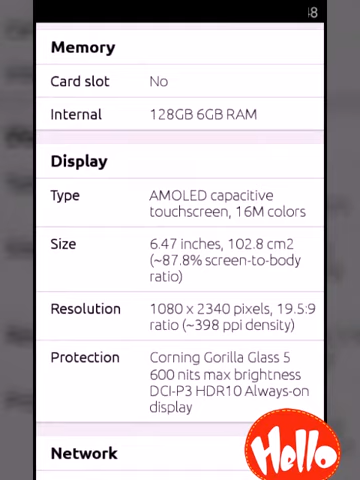 48
Memory
Card slot No
Internal 128GB 6GB RAM
Display
Type AMOLED capacitive
touchscreen, 16M colors
Size 6.47 inches, 102.8 cm2
(~87.8% screen-to-body
ratio)
Resolution 1080 x 2340 pixels, 19.5:9
ratio (~398 ppi density)
Protection Corning Gorilla Glass 5
600 nits max brightness
DCI-P3 HDR10 Always-on
display
Network
Hello